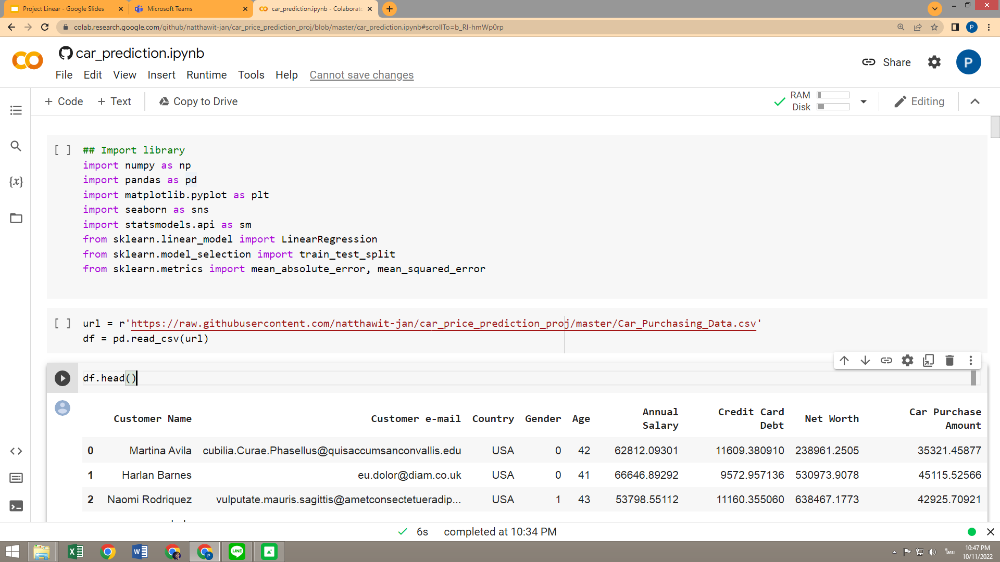 Project Linear - Google Slides
Microsoft Teams
car_prediction.ipynb - Colaborato
colab.research.google.com/github/natthawit-jan/car_price_prediction_proj/blob/master/car_prediction.ipynb#scrollTo=b_RI-hmWp0rp
P
car_prediction.ipynb
Share
P
File Edit View Insert Runtime Tools Help Cannot save changes
+ Code + Text Copy to Drive
RAM
Disk
Editing
[ ] ## Import library
import numpy as np
import pandas as pd
import matplotlib.pyplot as plt
import seaborn as sns
import statsmodels.api as sm
from sklearn.linear_model import LinearRegression
from sklearn.model_selection import train_test_split
from sklearn.metrics import mean_absolute_error, mean_squared_error
{x}
[ ] url = r'https://raw.githubusercontent.com/natthawit-jan/car_price_prediction_proj/master/Car_Purchasing_Data.csv'
df = pd.read_csv(url)
df.head()
Customer Name Customer e-mail Country Gender Age Annual Salary Credit Card Debt Net Worth Car Purchase Amount
0 Martina Avila cubilia.Curae.Phasellus@quisaccumsanconvallis.edu USA 0 42 62812.09301 11609.380910 238961.2505 35321.45877
1 Harlan Barnes eu.dolor@diam.co.uk USA 0 41 66646.89292 9572.957136 530973.9078 45115.52566
2 Naomi Rodriquez vulputate.mauris.sagittis@ametconsectetueradip... USA 1 43 53798.55112 11160.355060 638467.1773 42925.70921
6s completed at 10:34 PM
LINE
P
ไทย
10:47 PM
10/11/2022